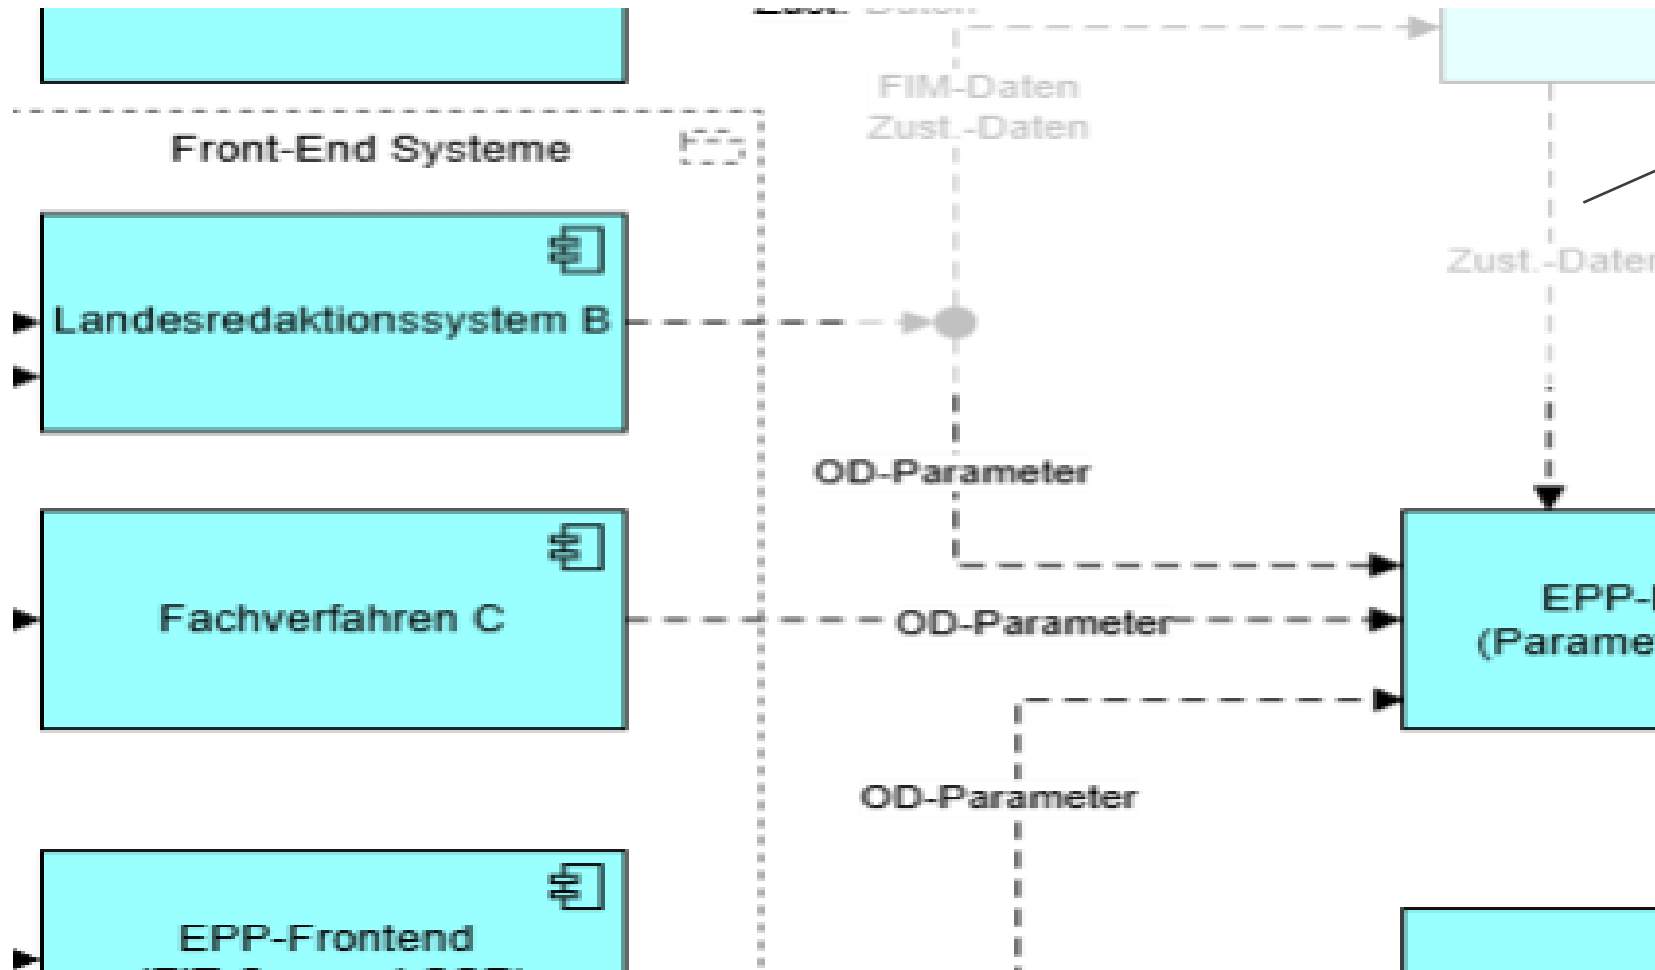 FIM-Daten
Zust.-Daten
Front-End Systeme
Zust.-Daten
Landesredaktionssystem B
OD-Parameter
Fachverfahren C
OD-Parameter
EPP-
(Parame
OD-Parameter
EPP-Frontend